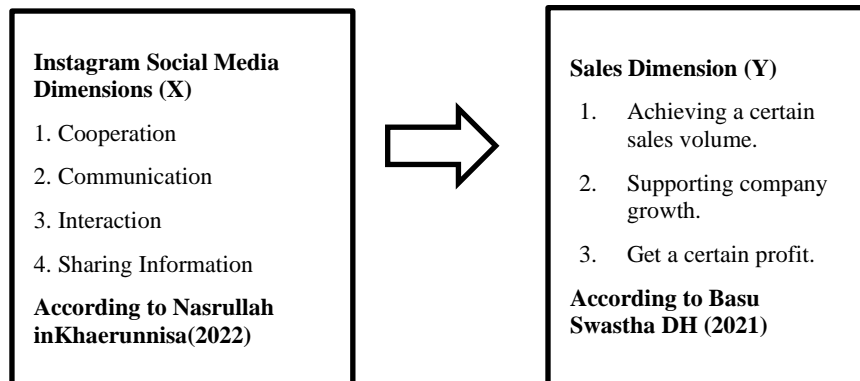 Instagram Social Media
Dimensions (X)
1. Cooperation
2. Communication
3. Interaction
4. Sharing Information
According to Nasrullah
inKhaerunnisa(2022)
Sales Dimension (Y)
1. Achieving a certain
sales volume.
2. Supporting company
growth.
3. Get a certain profit.
According to Basu
Swastha DH (2021)